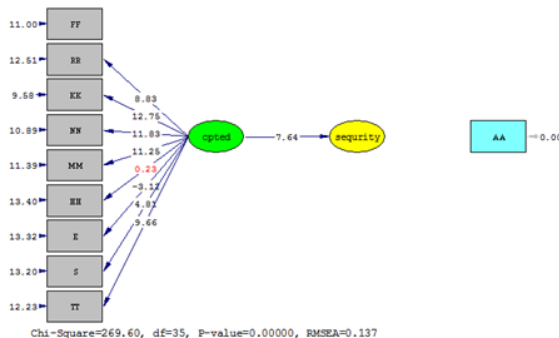 11.00 FF
12.51 RR
9.58 KK
10.89 NN
11.39 MM
13.40 HH
13.32 E
13.20 S
12.23 TT
8.83
12.75
11.83
11.25
0.23
-3.12
4.81
9.66
cpted
7.64
sequrity
AA
0.00
Chi-Square=269.60, df=35, P-value=0.00000, RMSEA=0.137